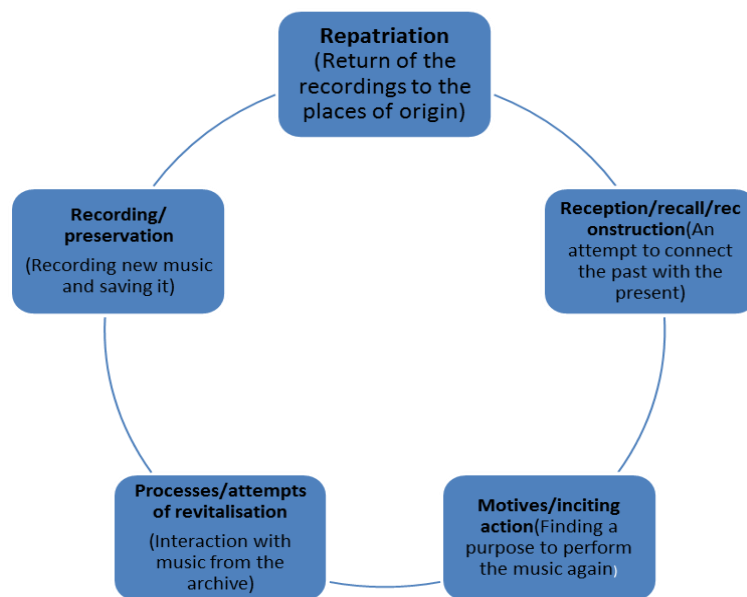 Repatriation
(Return of the
recordings to the
places of origin)
Reception/recall/rec
onstruction(An
attempt to connect
the past with the
present)
Motives/inciting
action(Finding a
purpose to perform
the music again)
Processes/attempts
of revitalisation
(Interaction with
music from the
archive)
Recording/
preservation
(Recording new music
and saving it)